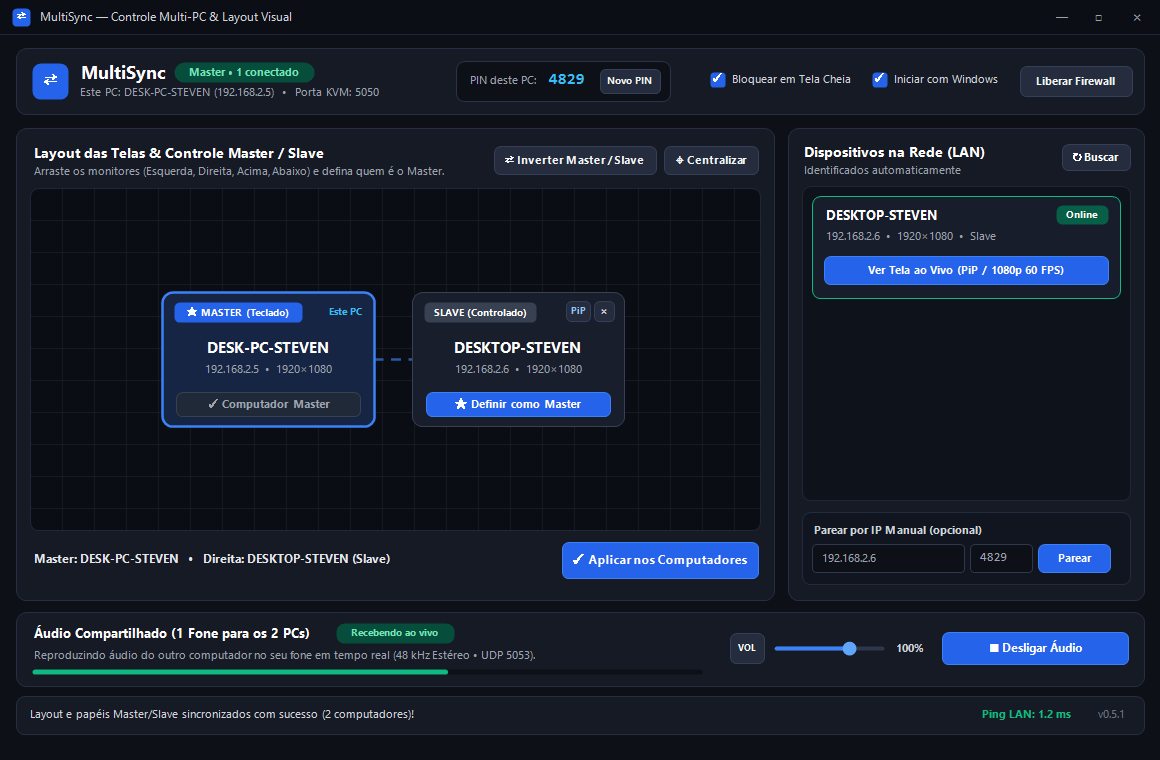 MultiSync — Controle Multi-PC & Layout Visual
MultiSync
Master • 1 conectado
Este PC: DESK-PC-STEVEN (192.168.2.5) • Porta KVM: 5050
PIN deste PC: 4829
Novo PIN
Bloquear em Tela Cheia
Iniciar com Windows
Liberar Firewall
Layout das Telas & Controle Master / Slave
Arraste os monitores (Esquerda, Direita, Acima, Abaixo) e defina quem é o Master.
⇄ Inverter Master / Slave
⌖ Centralizar
★ MASTER (Teclado)
Este PC
DESK-PC-STEVEN
192.168.2.5 • 1920×1080
✓ Computador Master
SLAVE (Controlado)
PiP
×
DESKTOP-STEVEN
192.168.2.6 • 1920×1080
★ Definir como Master
Master: DESK-PC-STEVEN • Direita: DESKTOP-STEVEN (Slave)
✓ Aplicar nos Computadores
Dispositivos na Rede (LAN)
Identificados automaticamente
↻ Buscar
DESKTOP-STEVEN
Online
192.168.2.6 • 1920×1080 • Slave
Ver Tela ao Vivo (PiP / 1080p 60 FPS)
Parear por IP Manual (opcional)
192.168.2.6
4829
Parear
Áudio Compartilhado (1 Fone para os 2 PCs)
Recebendo ao vivo
Reproduzindo áudio do outro computador no seu fone em tempo real (48 kHz Estéreo • UDP 5053).
VOL
100%
■ Desligar Áudio
Layout e papéis Master/Slave sincronizados com sucesso (2 computadores)!
Ping LAN: 1.2 ms
v0.5.1